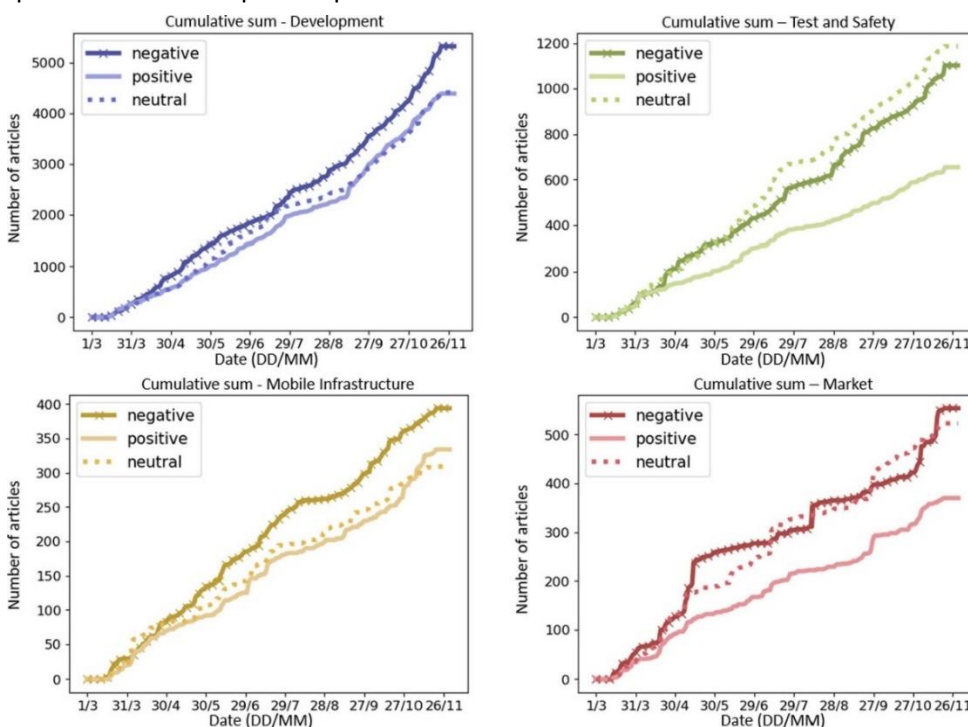 Cumulative sum - Development
5000
4000
3000
2000
1000
0
Number of articles
negative
positive
neutral
1/3 31/3 30/4 30/5 29/6 29/7 28/8 27/9 27/10 26/11
Date (DD/MM)
Cumulative sum – Test and Safety
1200
1000
800
600
400
200
0
Number of articles
negative
positive
neutral
1/3 31/3 30/4 30/5 29/6 29/7 28/8 27/9 27/10 26/11
Date (DD/MM)
Cumulative sum - Mobile Infrastructure
400
350
300
250
200
150
100
50
0
Number of articles
negative
positive
neutral
1/3 31/3 30/4 30/5 29/6 29/7 28/8 27/9 27/10 26/11
Date (DD/MM)
Cumulative sum – Market
500
400
300
200
100
0
Number of articles
negative
positive
neutral
1/3 31/3 30/4 30/5 29/6 29/7 28/8 27/9 27/10 26/11
Date (DD/MM)